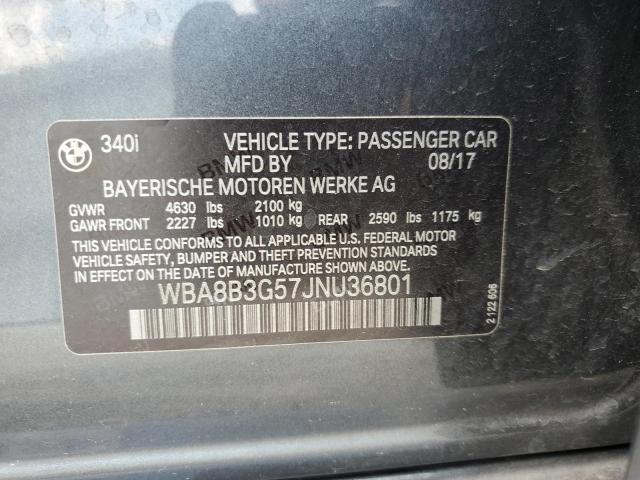 340i VEHICLE TYPE: PASSENGER CAR
MFD BY 08/17
BAYERISCHE MOTOREN WERKE AG
GVWR 4630 lbs 2100 kg
GAWR FRONT 2227 lbs 1010 kg REAR 2590 lbs 1175 kg
THIS VEHICLE CONFORMS TO ALL APPLICABLE U.S. FEDERAL MOTOR
VEHICLE SAFETY, BUMPER, AND THEFT PREVENTION STANDARDS
IN EFFECT ON THE DATE OF MANUFACTURE SHOWN ABOVE.
WBA8B3G57JNU36801
2 122 606